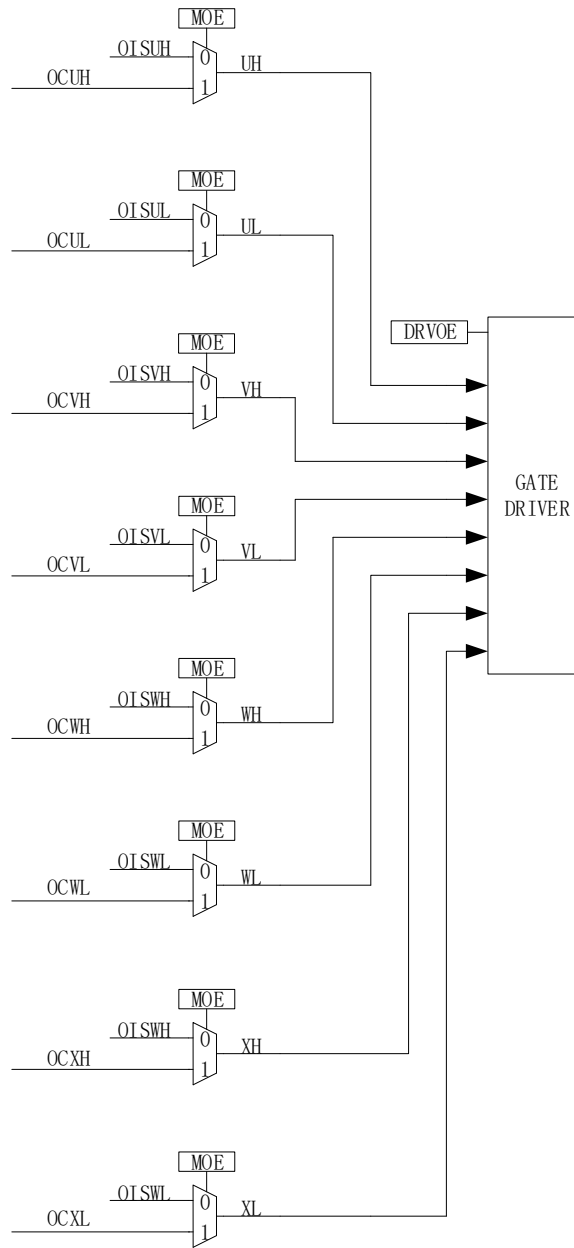 MOE
OISUH
0
UH
OCUH
1
MOE
OISUL
0
UL
OCUL
1
DRVOE
MOE
OISVH
0
VH
OCVH
1
GATE
DRIVER
MOE
OISVL
0
VL
OCVL
1
MOE
OISWH
0
WH
OCWH
1
MOE
OISWL
0
WL
OCWL
1
MOE
OISWH
0
XH
OCXH
1
MOE
OISWL
0
XL
OCXL
1